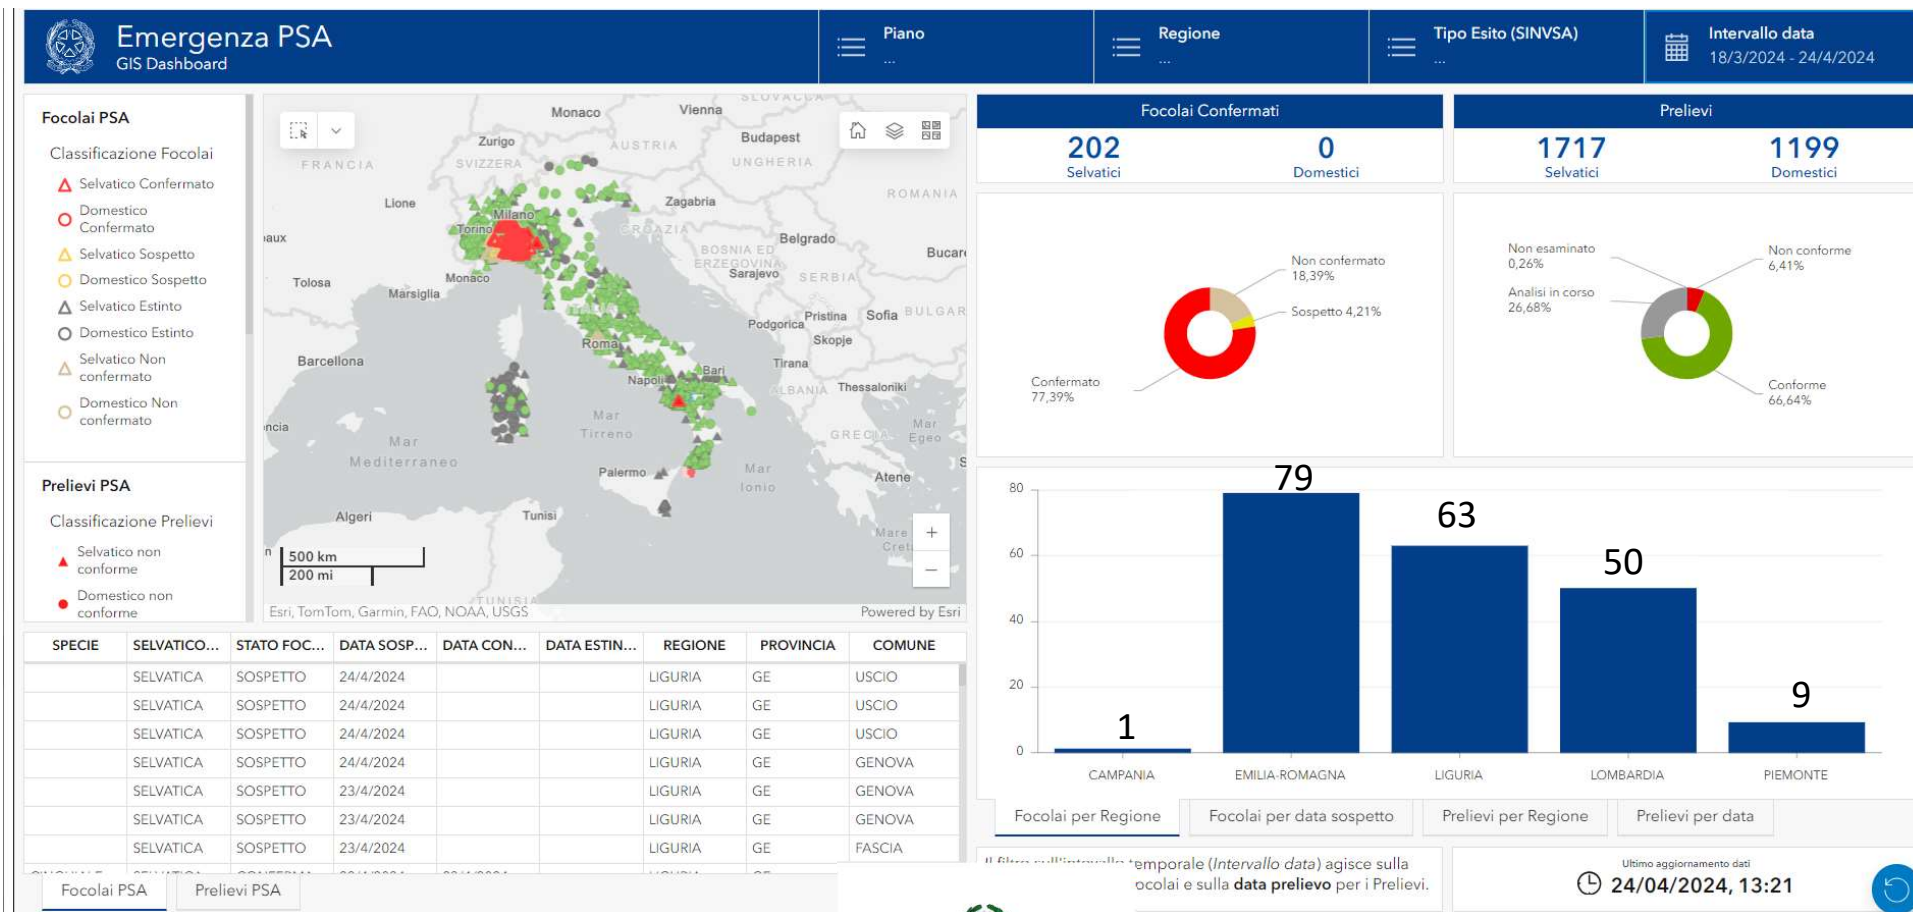 Emergenza PSA
GIS Dashboard
Piano
...
Regione
...
Tipo Esito (SINVSA)
...
Intervallo data
18/3/2024 - 24/4/2024
Focolai PSA
Classificazione Focolai
Selvatico Confermato
Domestico
Confermato
Selvatico Sospetto
Domestico Sospetto
Selvatico Estinto
Domestico Estinto
Selvatico Non
confermato
Domestico Non
confermato
Prelievi PSA
Classificazione Prelievi
Selvatico non
conforme
Domestico non
conforme
SLOVACCA
Monaco
Vienna
Zurigo
AUSTRIA
Budapest
FRANCIA
SVIZZERA
UNGHERIA
ROMANIA
Lione
Milano
Zagabria
Torino
CROAZIA
aux
Belgrado
BOSNIA ED
ERZEGOVINA
Bucare
Sarajevo
SERBIA
Tolosa
Monaco
Marsiglia
Pristina
Sofia
BULGAR
Podgorica
Skopje
Roma
Barcellona
Tirana
Bari
Napoli
ALBANIA
Thessaloniki
ncia
Mar
Tirreno
Mar
Egeo
GRECIA
Mar
Mediterraneo
Palermo
Mar
Ionio
Atene
S
Algeri
Tunisi
Mare
Cret
n
500 km
200 mi
+
−
TUNISIA
Esri, TomTom, Garmin, FAO, NOAA, USGS
Powered by Esri
Focolai Confermati
202
Selvatici
0
Domestici
Prelievi
1717
Selvatici
1199
Domestici
Non confermato
18,39%
Sospetto 4,21%
Confermato
77,39%
Non esaminato
0,26%
Non conforme
6,41%
Analisi in corso
26,68%
Conforme
66,64%
80
60
40
20
0
1
79
63
50
9
CAMPANIA
EMILIA-ROMAGNA
LIGURIA
LOMBARDIA
PIEMONTE
Focolai per Regione
Focolai per data sospetto
Prelievi per Regione
Prelievi per data
SPECIE SELVATICO... STATO FOC... DATA SOSP... DATA CON... DATA ESTIN... REGIONE PROVINCIA COMUNE
SELVATICA SOSPETTO 24/4/2024 LIGURIA GE USCIO
SELVATICA SOSPETTO 24/4/2024 LIGURIA GE USCIO
SELVATICA SOSPETTO 24/4/2024 LIGURIA GE USCIO
SELVATICA SOSPETTO 24/4/2024 LIGURIA GE GENOVA
SELVATICA SOSPETTO 23/4/2024 LIGURIA GE GENOVA
SELVATICA SOSPETTO 23/4/2024 LIGURIA GE GENOVA
SELVATICA SOSPETTO 23/4/2024 LIGURIA GE FASCIA
Focolai PSA
Prelievi PSA
temporale (Intervallo data) agisce sulla
ocolai e sulla data prelievo per i Prelievi.
Ultimo aggiornamento dati
24/04/2024, 13:21